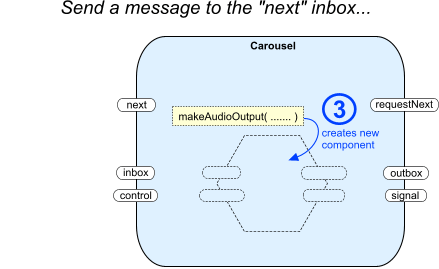 Send a message to the "next" inbox...
Carousel
next
requestNext
makeAudioOutput( ...... )
3
creates new
component
inbox
outbox
control
signal